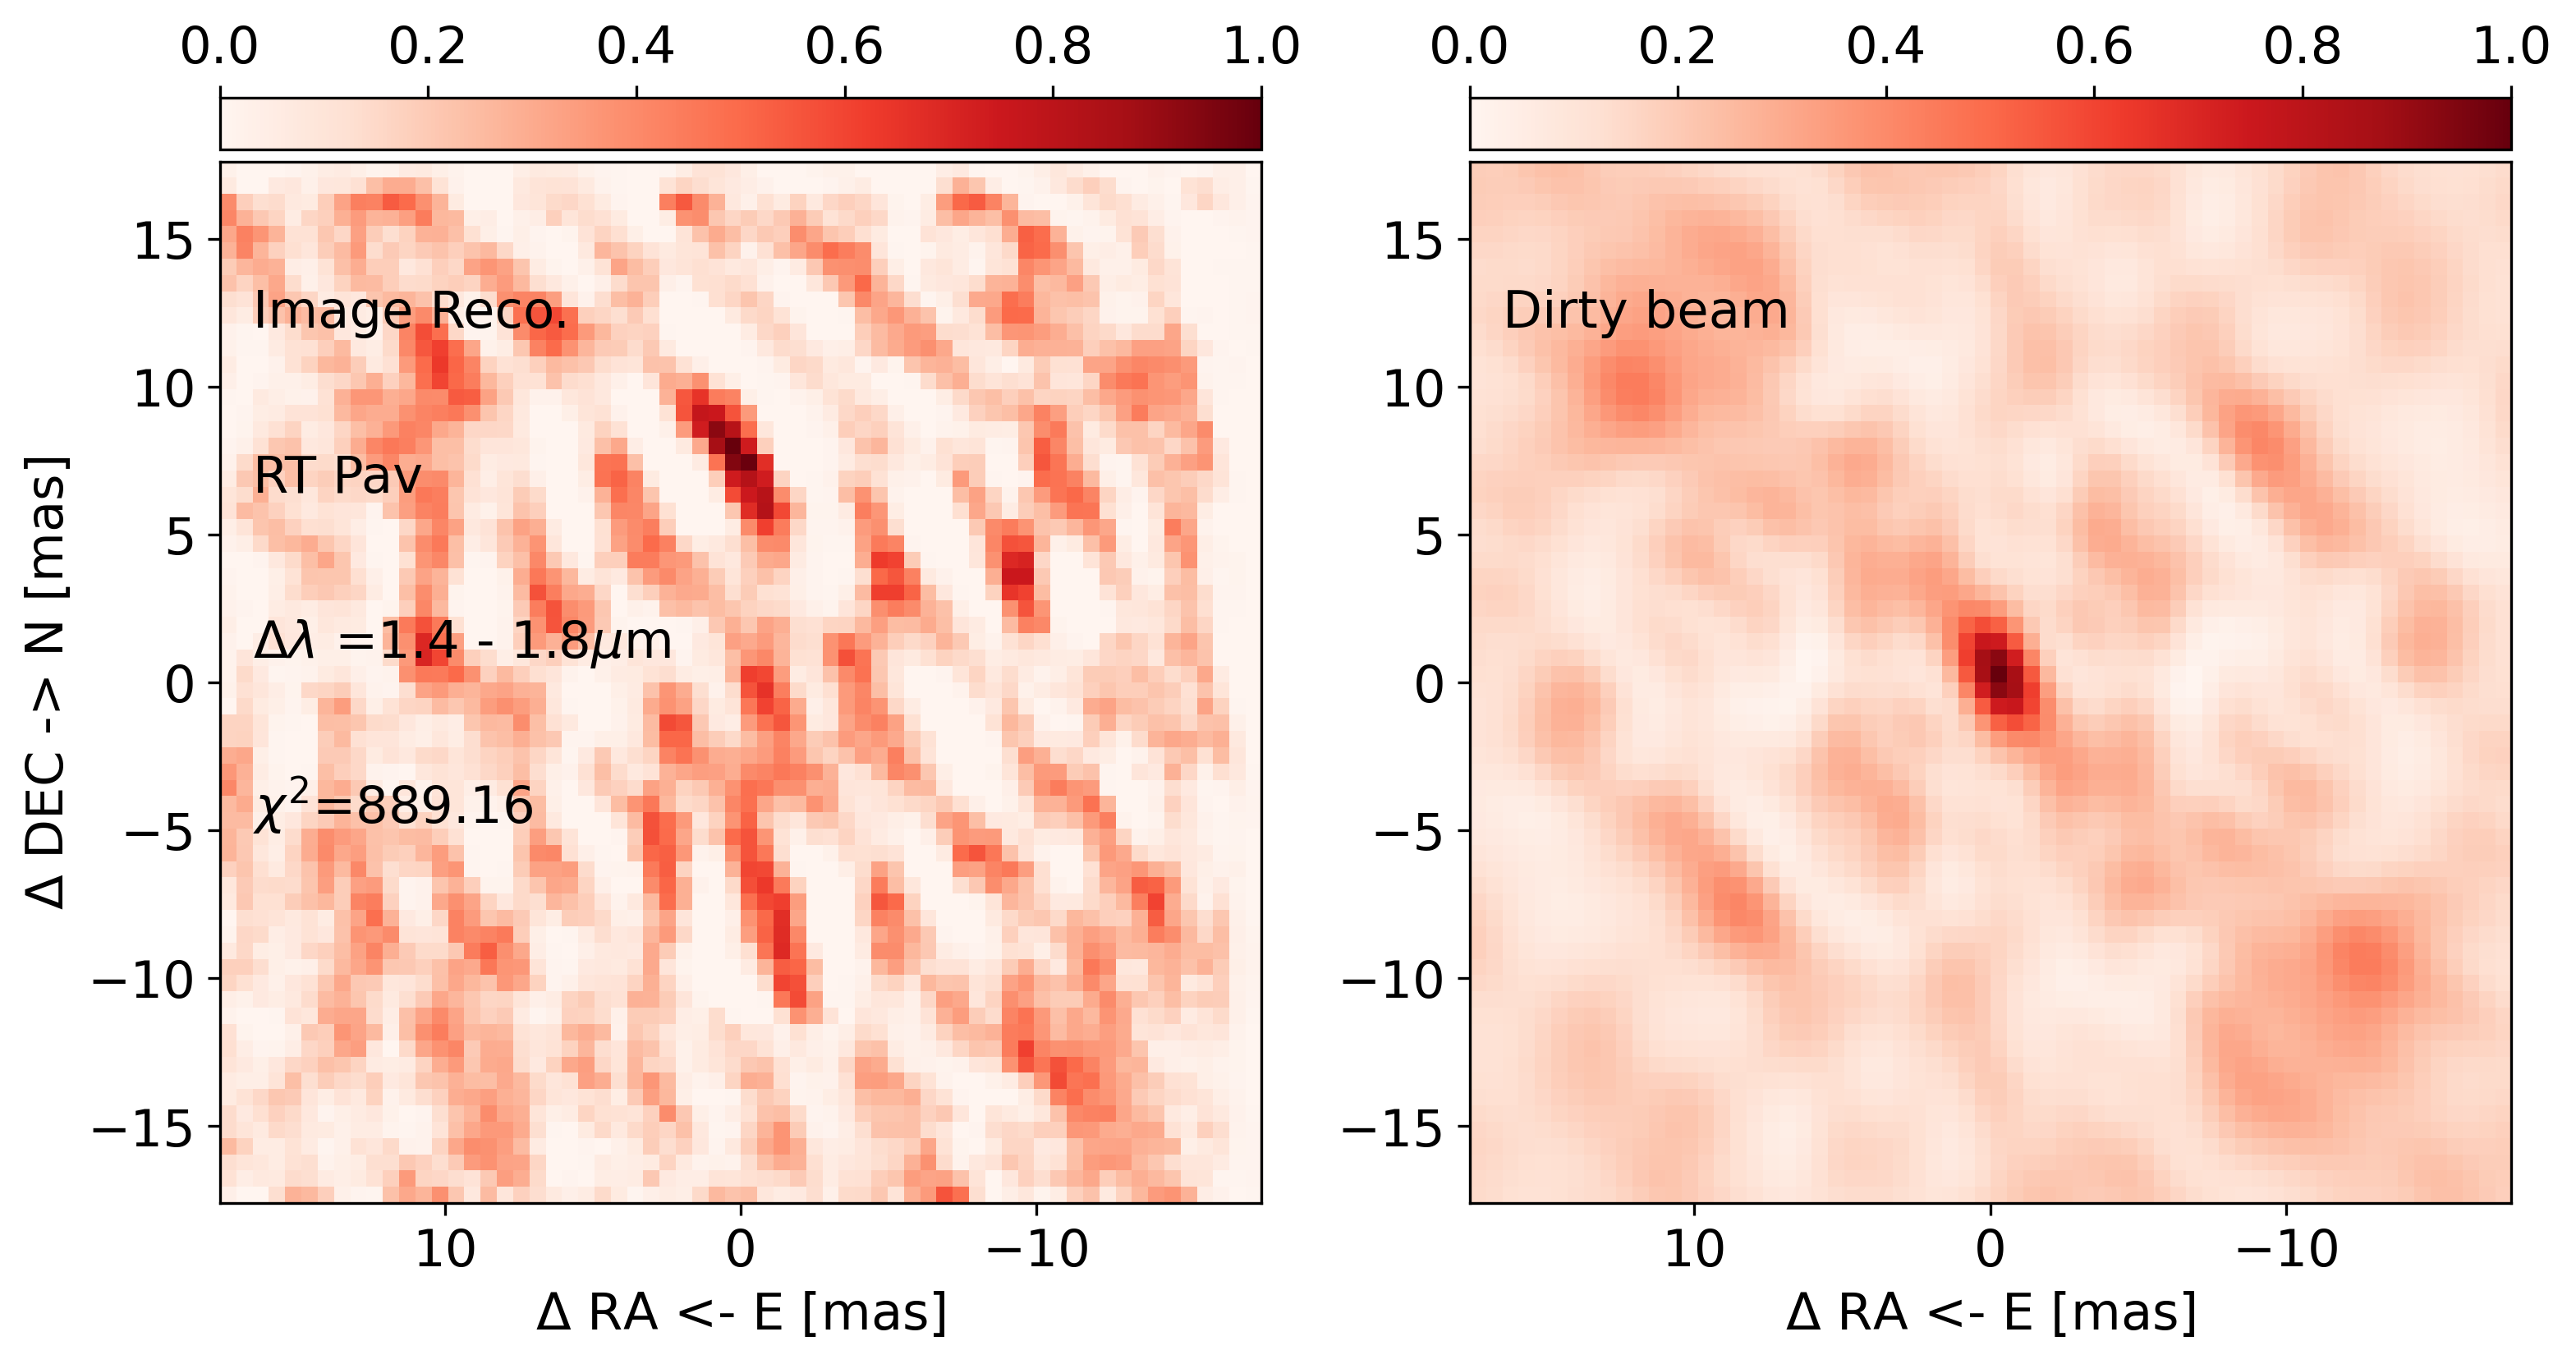 0.0 0.2 0.4 0.6 0.8 1.0
0.0 0.2 0.4 0.6 0.8 1.0
Image Reco.
RT Pav
Δλ =1.4 - 1.8μm
χ²=889.16
15
10
5
0
−5
−10
−15
Δ DEC -> N [mas]
10 0 −10
Δ RA <- E [mas]
Dirty beam
15
10
5
0
−5
−10
−15
10 0 −10
Δ RA <- E [mas]